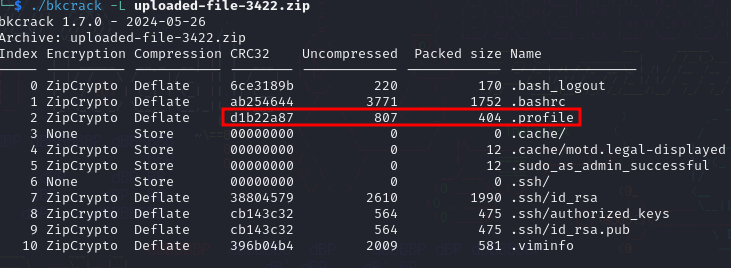 └─$ ./bkcrack -L uploaded-file-3422.zip
bkcrack 1.7.0 - 2024-05-26
Archive: uploaded-file-3422.zip
Index Encryption Compression CRC32    Uncompressed  Packed size Name
----- ---------- ----------- -------- ------------ ------------ ----------------
    0 ZipCrypto  Deflate     6ce3189b          220          170 .bash_logout
    1 ZipCrypto  Deflate     ab254644         3771         1752 .bashrc
    2 ZipCrypto  Deflate     d1b22a87          807          404 .profile
    3 None       Store       00000000            0            0 .cache/
    4 ZipCrypto  Store       00000000            0           12 .cache/motd.legal-displayed
    5 ZipCrypto  Store       00000000            0           12 .sudo_as_admin_successful
    6 None       Store       00000000            0            0 .ssh/
    7 ZipCrypto  Deflate     38804579         2610         1990 .ssh/id_rsa
    8 ZipCrypto  Deflate     cb143c32          564          475 .ssh/authorized_keys
    9 ZipCrypto  Deflate     cb143c32          564          475 .ssh/id_rsa.pub
   10 ZipCrypto  Deflate     396b04b4         2009          581 .viminfo